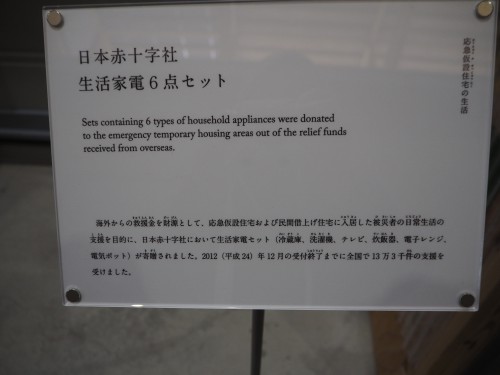 日本赤十字社
生活家電6点セット
応急仮設住宅の生活
Sets containing 6 types of household appliances were donated
to the emergency temporary housing areas out of the relief funds
received from overseas.
海外からの救援金を財源として、応急仮設住宅および民間借上げ住宅に入居した被災者の日常生活の
支援を目的に、日本赤十字社において生活家電セット（冷蔵庫、洗濯機、テレビ、炊飯器、電子レンジ、
電気ポット）が寄贈されました。2012（平成24）年12月の受付終了までに全国で13万3千件の支援を
受けました。